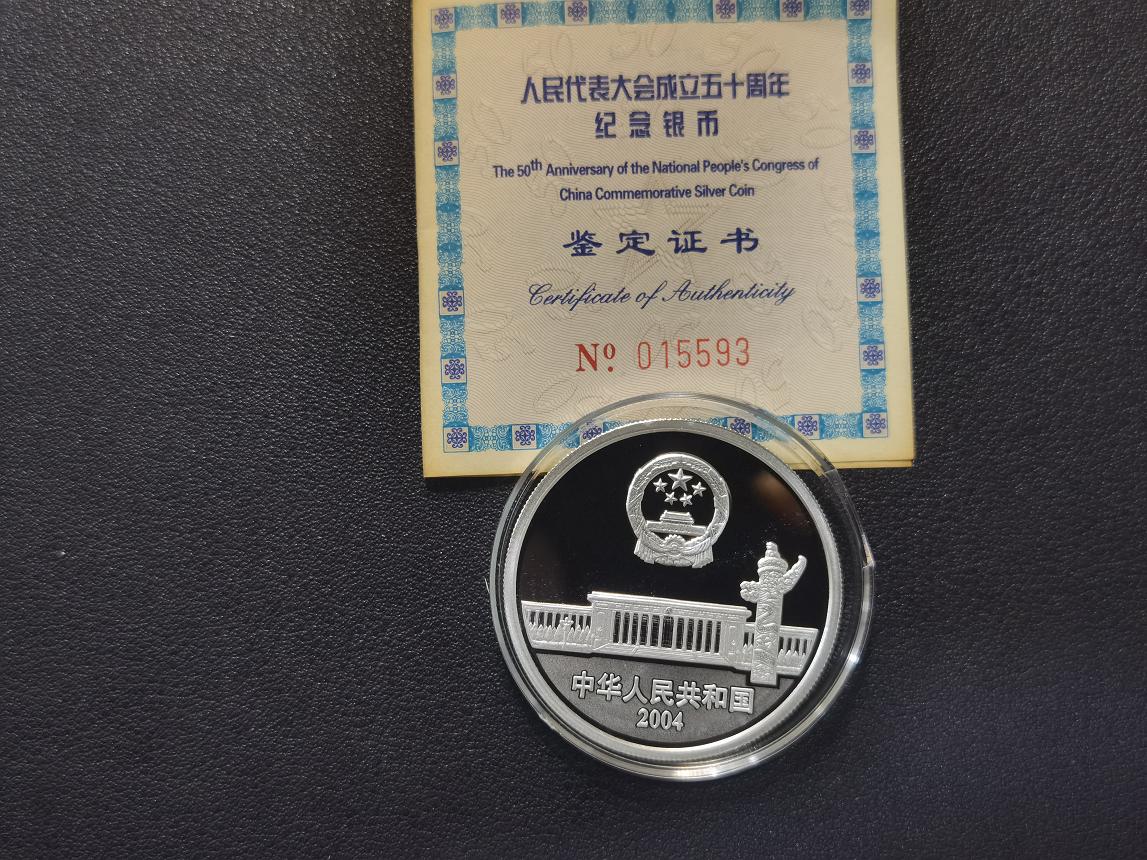 人民代表大会成立五十周年
纪念银币
The 50th Anniversary of the National People's Congress of
China Commemorative Silver Coin
鉴定证书
Certificate of Authenticity
Nº 015593
中华人民共和国
2004